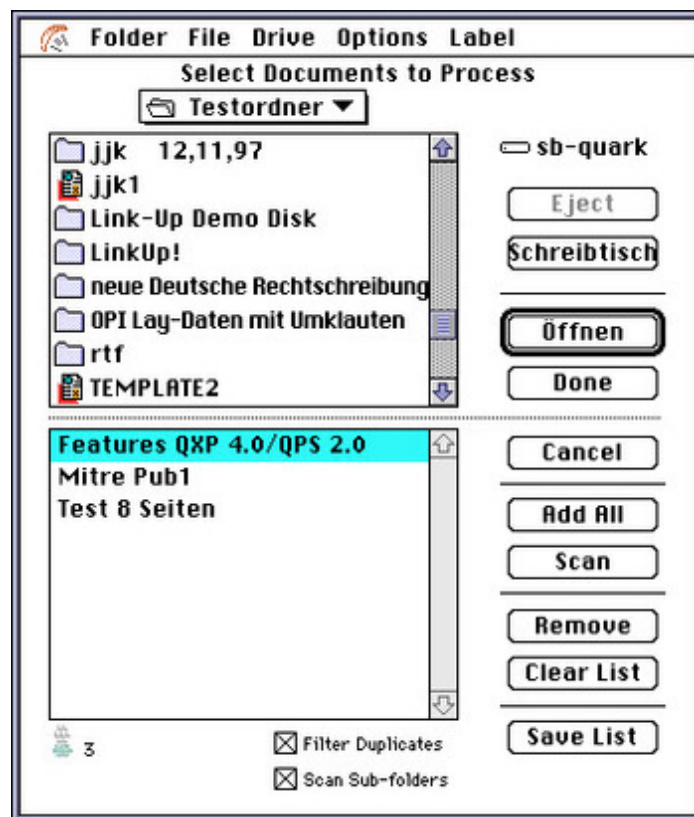 Folder File Drive Options Label
Select Documents to Process
Testordner
jjk 12,11,97
jjk1
Link-Up Demo Disk
LinkUp!
neue Deutsche Rechtschreibung
OPI Lay-Daten mit Umklauten
rtf
TEMPLATE2
sb-quark
Eject
Schreibtisch
Öffnen
Done
Features QXP 4.0/QPS 2.0
Mitre Pub1
Test 8 Seiten
Cancel
Add All
Scan
Remove
Clear List
Save List
3
Filter Duplicates
Scan Sub-folders